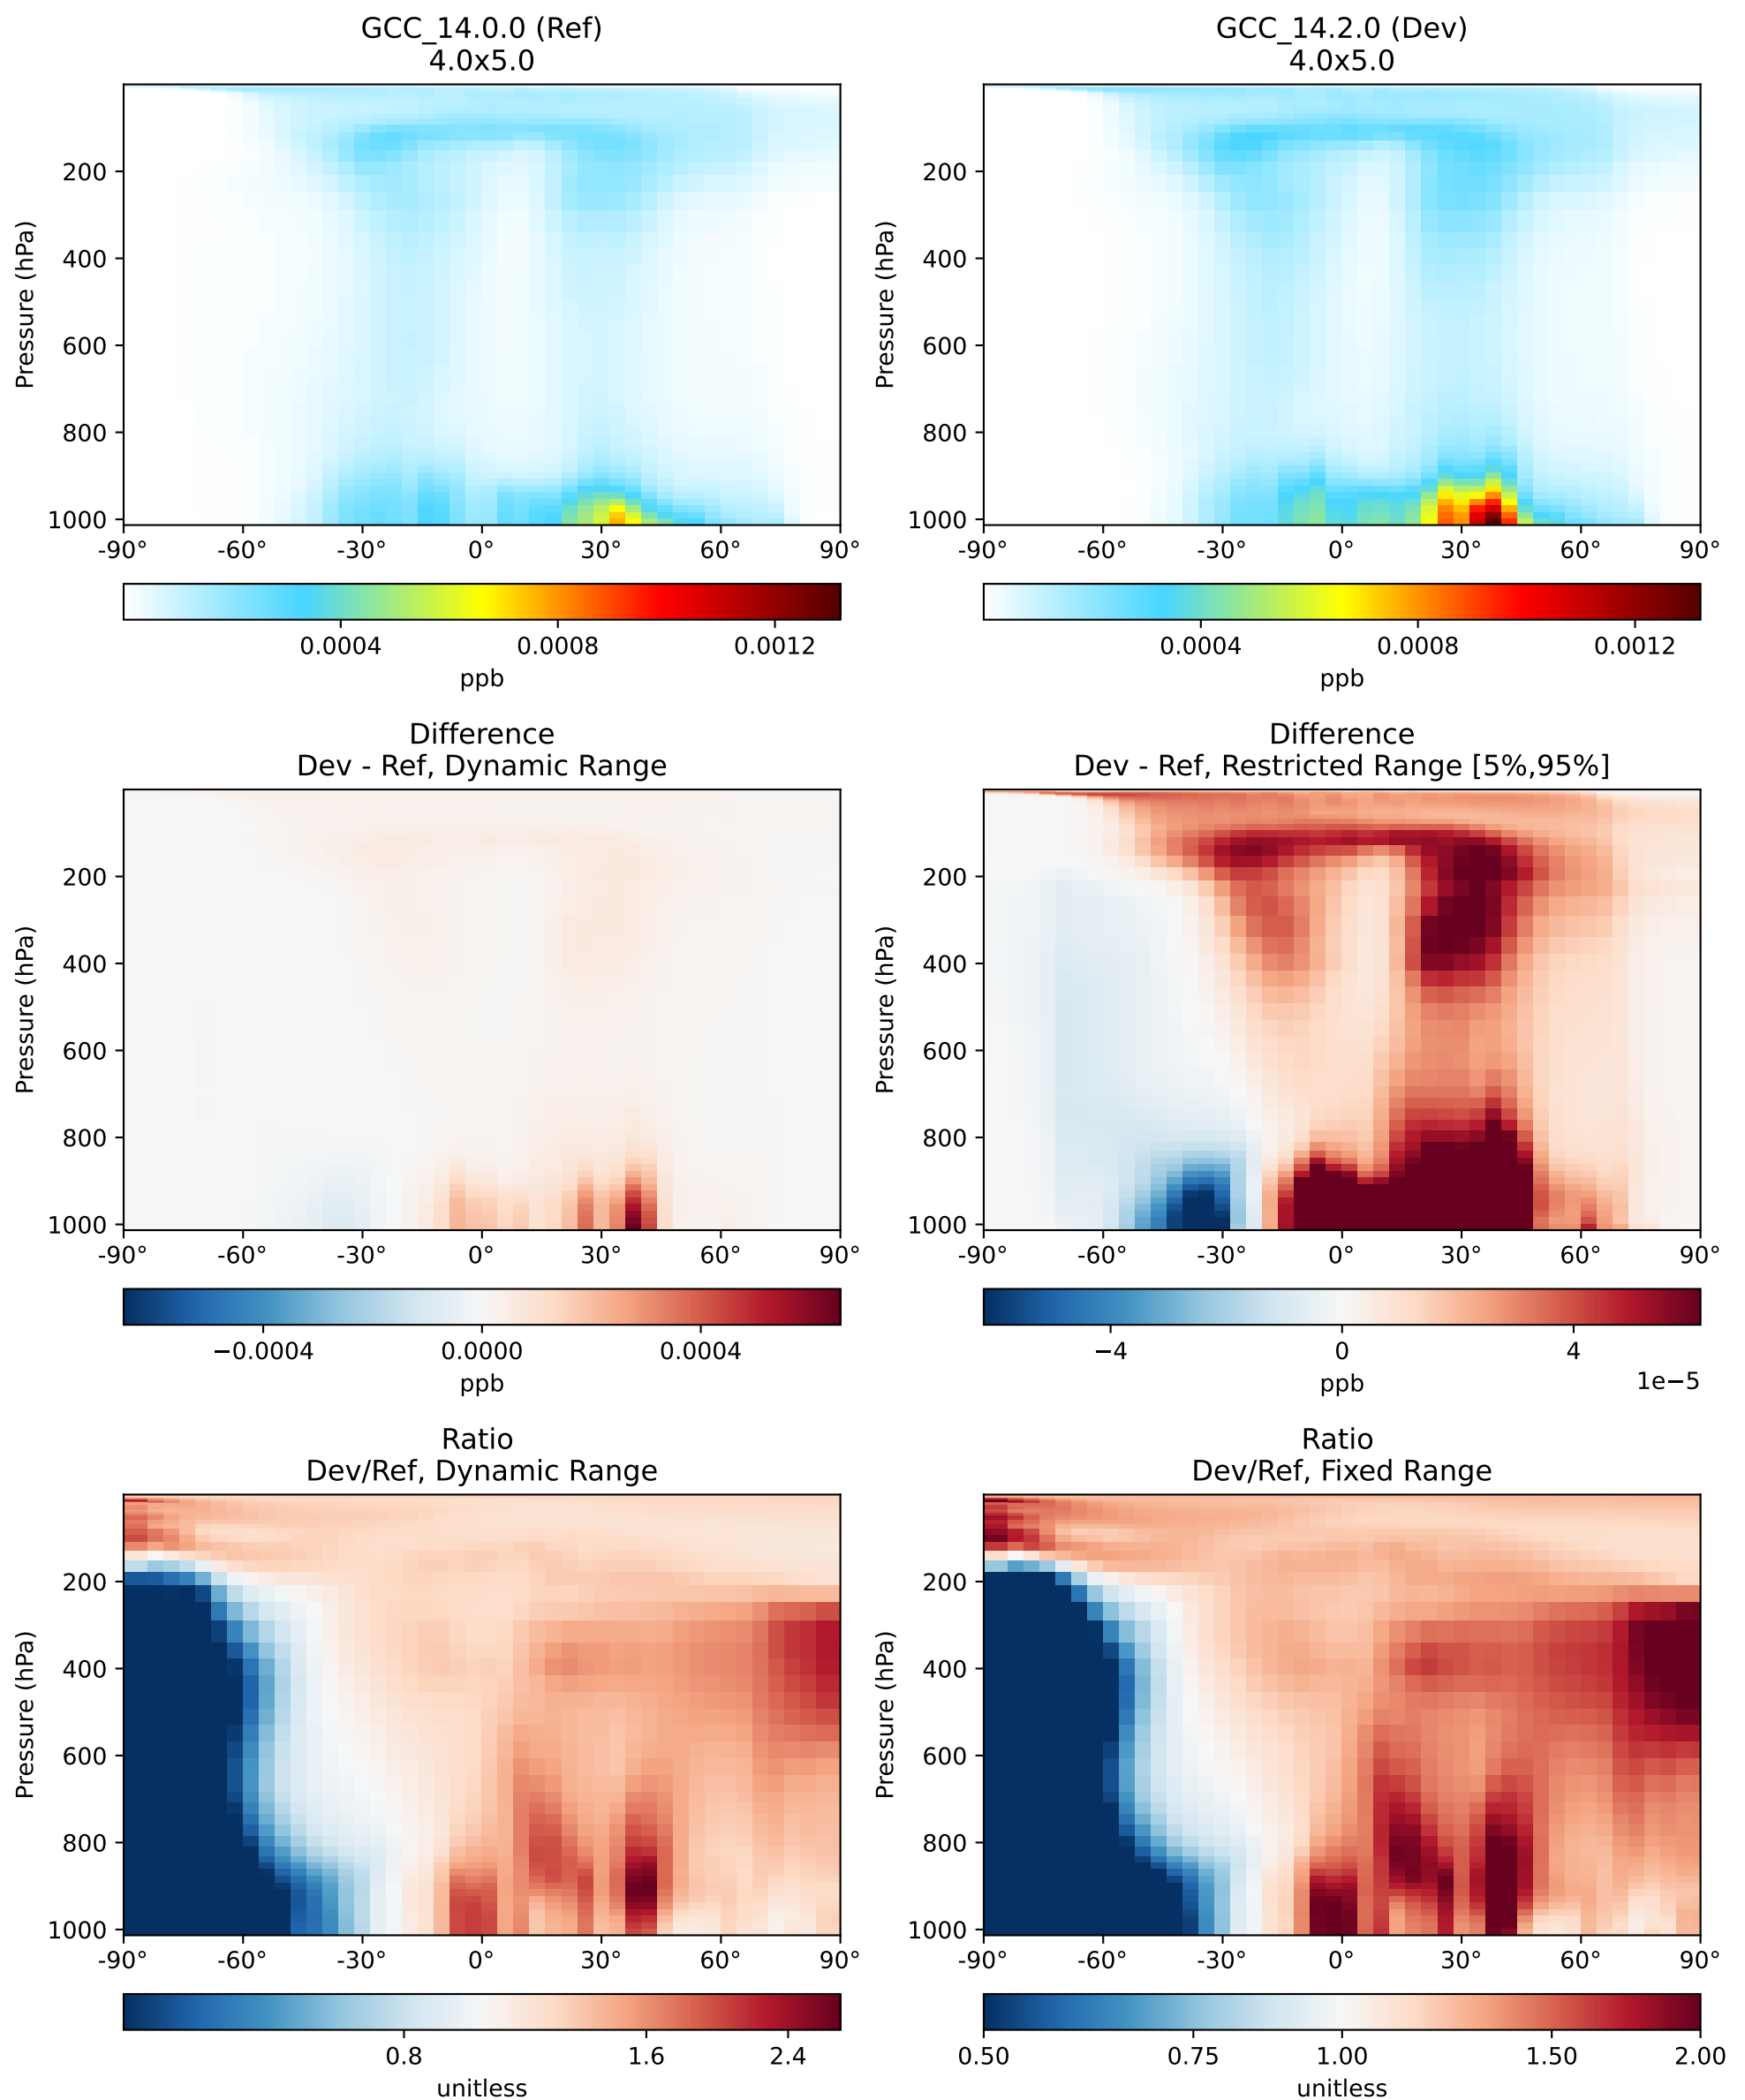 GCC_14.0.0 (Ref)
4.0x5.0
Pressure (hPa)
200
400
600
800
1000
-90° -60° -30° 0° 30° 60° 90°
0.0004 0.0008 0.0012
ppb
GCC_14.2.0 (Dev)
4.0x5.0
Pressure (hPa)
200
400
600
800
1000
-90° -60° -30° 0° 30° 60° 90°
0.0004 0.0008 0.0012
ppb
Difference
Dev - Ref, Dynamic Range
Pressure (hPa)
200
400
600
800
1000
-90° -60° -30° 0° 30° 60° 90°
−0.0004 0.0000 0.0004
ppb
Difference
Dev - Ref, Restricted Range [5%,95%]
Pressure (hPa)
200
400
600
800
1000
-90° -60° -30° 0° 30° 60° 90°
−4 0 4
ppb
1e−5
Ratio
Dev/Ref, Dynamic Range
Pressure (hPa)
200
400
600
800
1000
-90° -60° -30° 0° 30° 60° 90°
0.8 1.6 2.4
unitless
Ratio
Dev/Ref, Fixed Range
Pressure (hPa)
200
400
600
800
1000
-90° -60° -30° 0° 30° 60° 90°
0.50 0.75 1.00 1.50 2.00
unitless